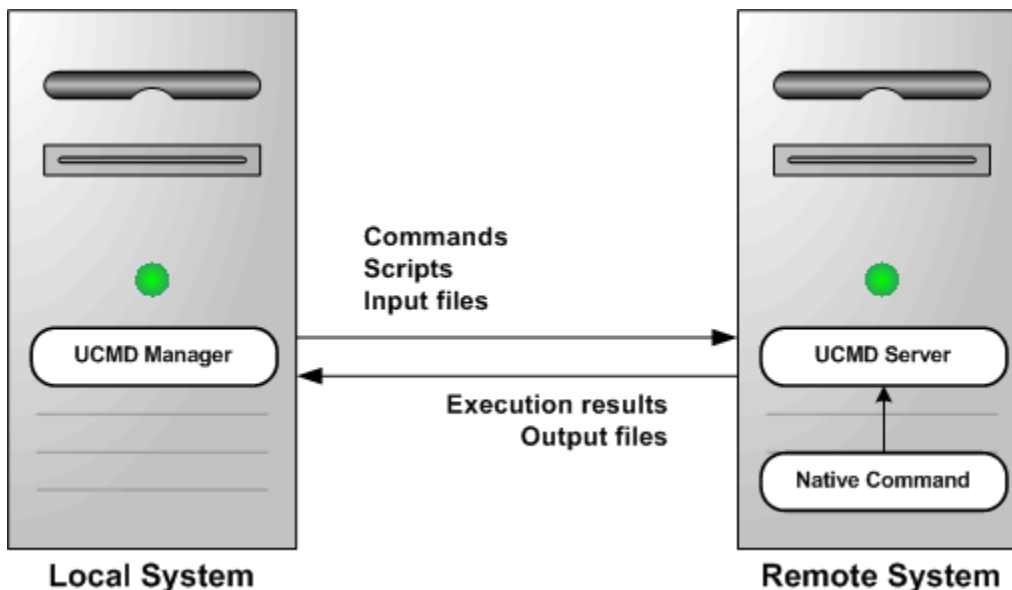 Commands
Scripts
Input files
UCMD Manager
UCMD Server
Execution results
Output files
Native Command
Local System
Remote System